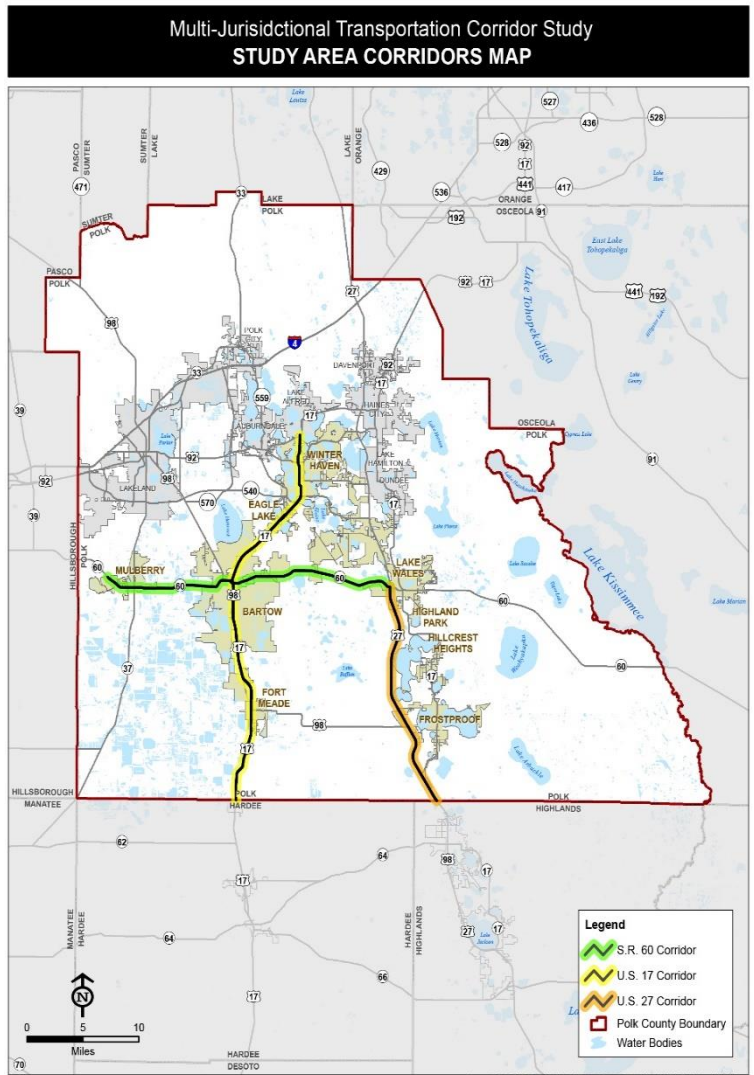 Multi-Jurisidctional Transportation Corridor Study
STUDY AREA CORRIDORS MAP
527
436
528
528
92
17
441
417
ORANGE
OSCEOLA
91
PASCO
SUMTER
SUMTER
LAKE
LAKE
ORANGE
471
33
LAKE
POLK
429
536
192
SUMTER
POLK
PASCO
POLK
East Lake
Tohopekaliga
Lake Tohopekaliga
92
17
441
192
27
98
POLK
CITY
4
33
DAVENPORT
92
17
559
LAKE
ALFRED
17
HAINES
CITY
AUBURNDALE
39
OSCEOLA
POLK
Cypress Lake
91
WINTER
HAVEN
LAKE
HAMILTON
DUNDEE
92
92
LAKELAND
98
570
540
EAGLE
LAKE
17
17
39
HILLSBOROUGH
POLK
Lake Kissimmee
60
MULBERRY
60
60
LAKE
WALES
98
60
BARTOW
HIGHLAND
PARK
27
HILLCREST
HEIGHTS
17
17
60
37
FORT
MEADE
98
FROSTPROOF
17
HILLSBOROUGH
MANATEE
POLK
HARDEE
POLK
HIGHLANDS
62
64
98
17
17
MANATEE
HARDEE
64
HARDEE
HIGHLANDS
27
17
Lake
Jackson
66
17
N
0
5
10
Miles
HARDEE
DESOTO
70
Legend
S.R. 60 Corridor
U.S. 17 Corridor
U.S. 27 Corridor
Polk County Boundary
Water Bodies